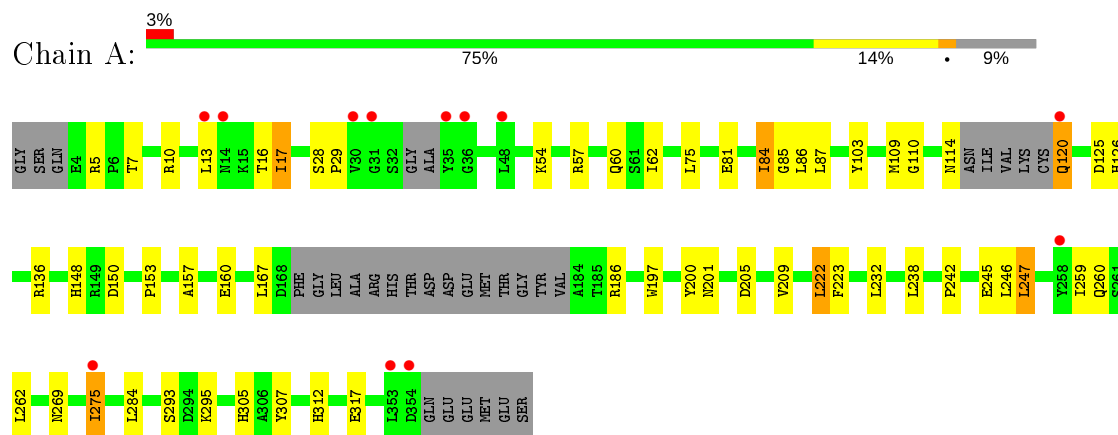 3%
Chain A:
75% 14% • 9%
GLY SER GLN E4 R5 P6 T7 R10 L13 N14 K15 T16 I17 S28 P29 V30 G31 S32 GLY ALA Y35 G36 L48 K54 R57 Q60 S61 I62 L75 E81 I84 G85 L86 L87 Y103 M109 G110 N114 ASN ILE VAL LYS CYS Q120 D125 H126
R136 H148 R149 D150 P153 A157 E160 L167 D168 PHE GLY LEU ALA ARG HIS THR ASP ASP GLU MET THR GLY TYR VAL A184 T185 R186 W197 Y200 N201 D205 V209 L222 F223 L232 L238 P242 E245 L246 L247 Y258 I259 Q260 S261
L262 N269 I275 L284 S293 D294 K295 H305 A306 Y307 H312 E317 L353 D354 GLN GLU GLU MET GLU SER